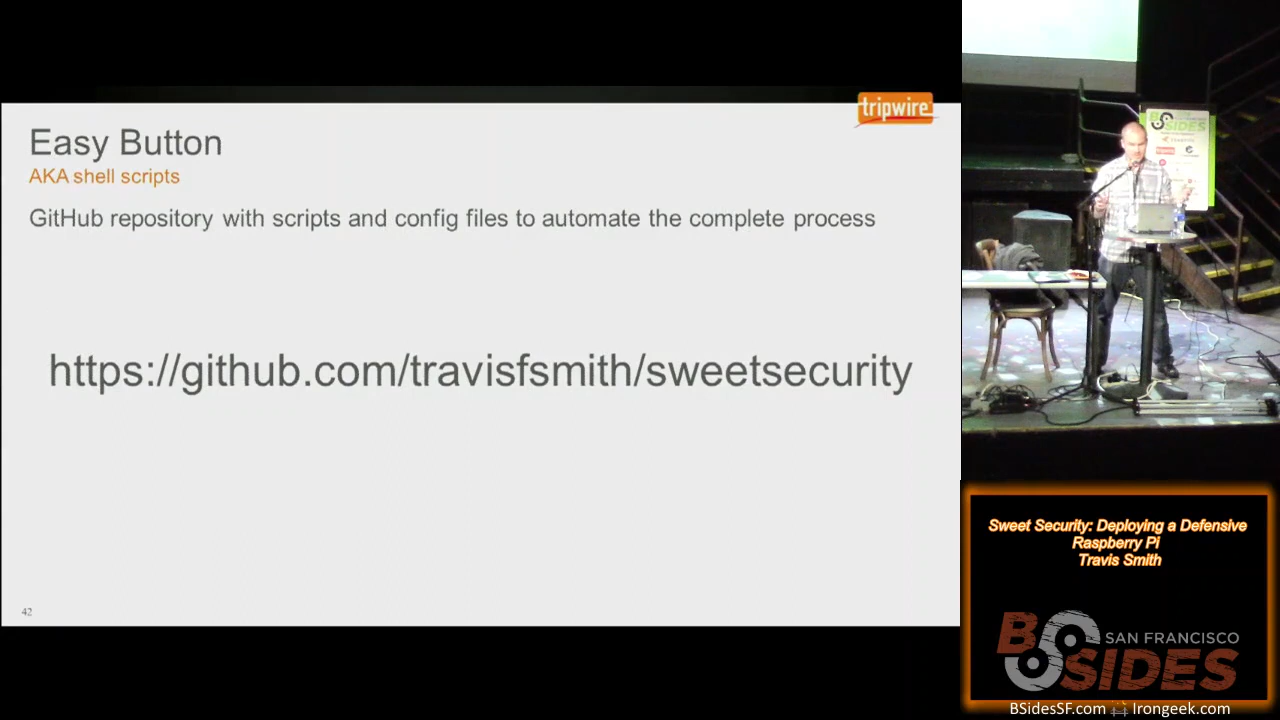 tripwire
Easy Button
AKA shell scripts
GitHub repository with scripts and config files to automate the complete process
https://github.com/travisfsmith/sweetsecurity
42
BSIDES
Sweet Security: Deploying a Defensive
Raspberry Pi
Travis Smith
BSIDES
SAN FRANCISCO
BSidesSF.com
Irongeek.com